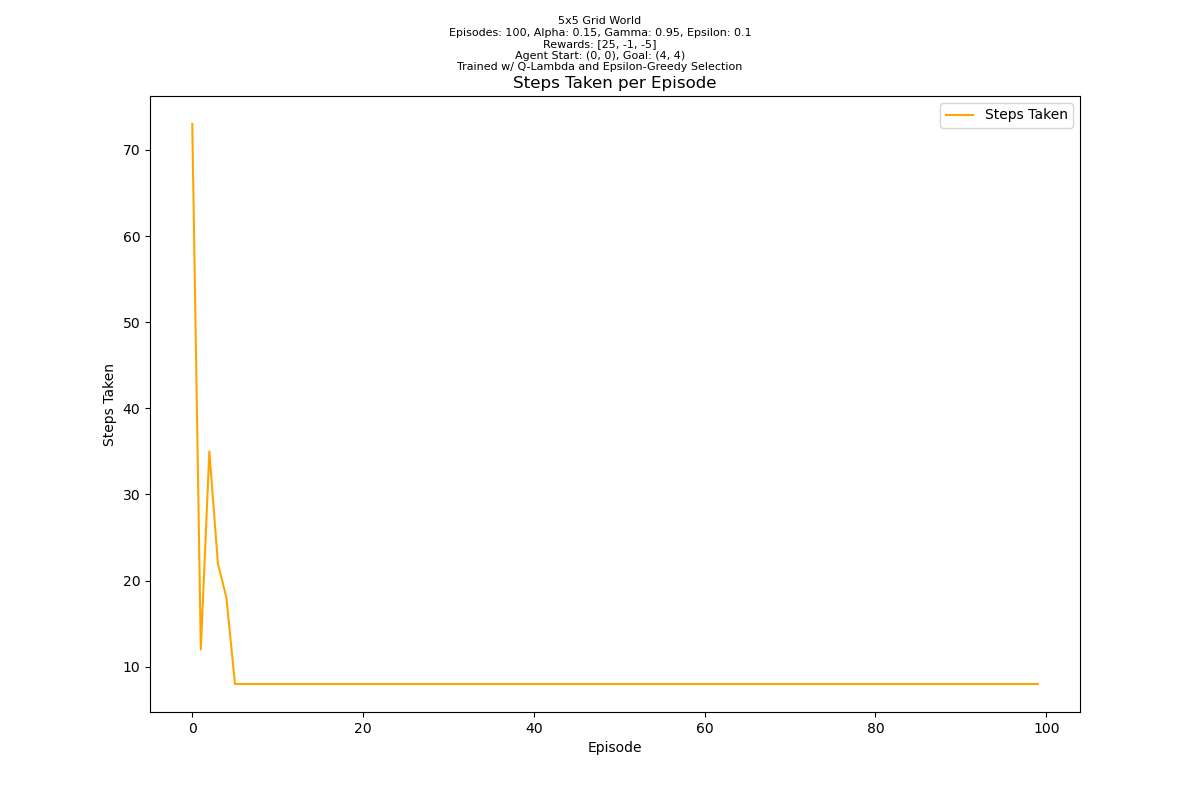 5x5 Grid World
Episodes: 100, Alpha: 0.15, Gamma: 0.95, Epsilon: 0.1
Rewards: [25, -1, -5]
Agent Start: (0, 0), Goal: (4, 4)
Trained w/ Q-Lambda and Epsilon-Greedy Selection
Steps Taken per Episode
Steps Taken
70
60
50
40
30
20
10
Steps Taken
0 20 40 60 80 100
Episode